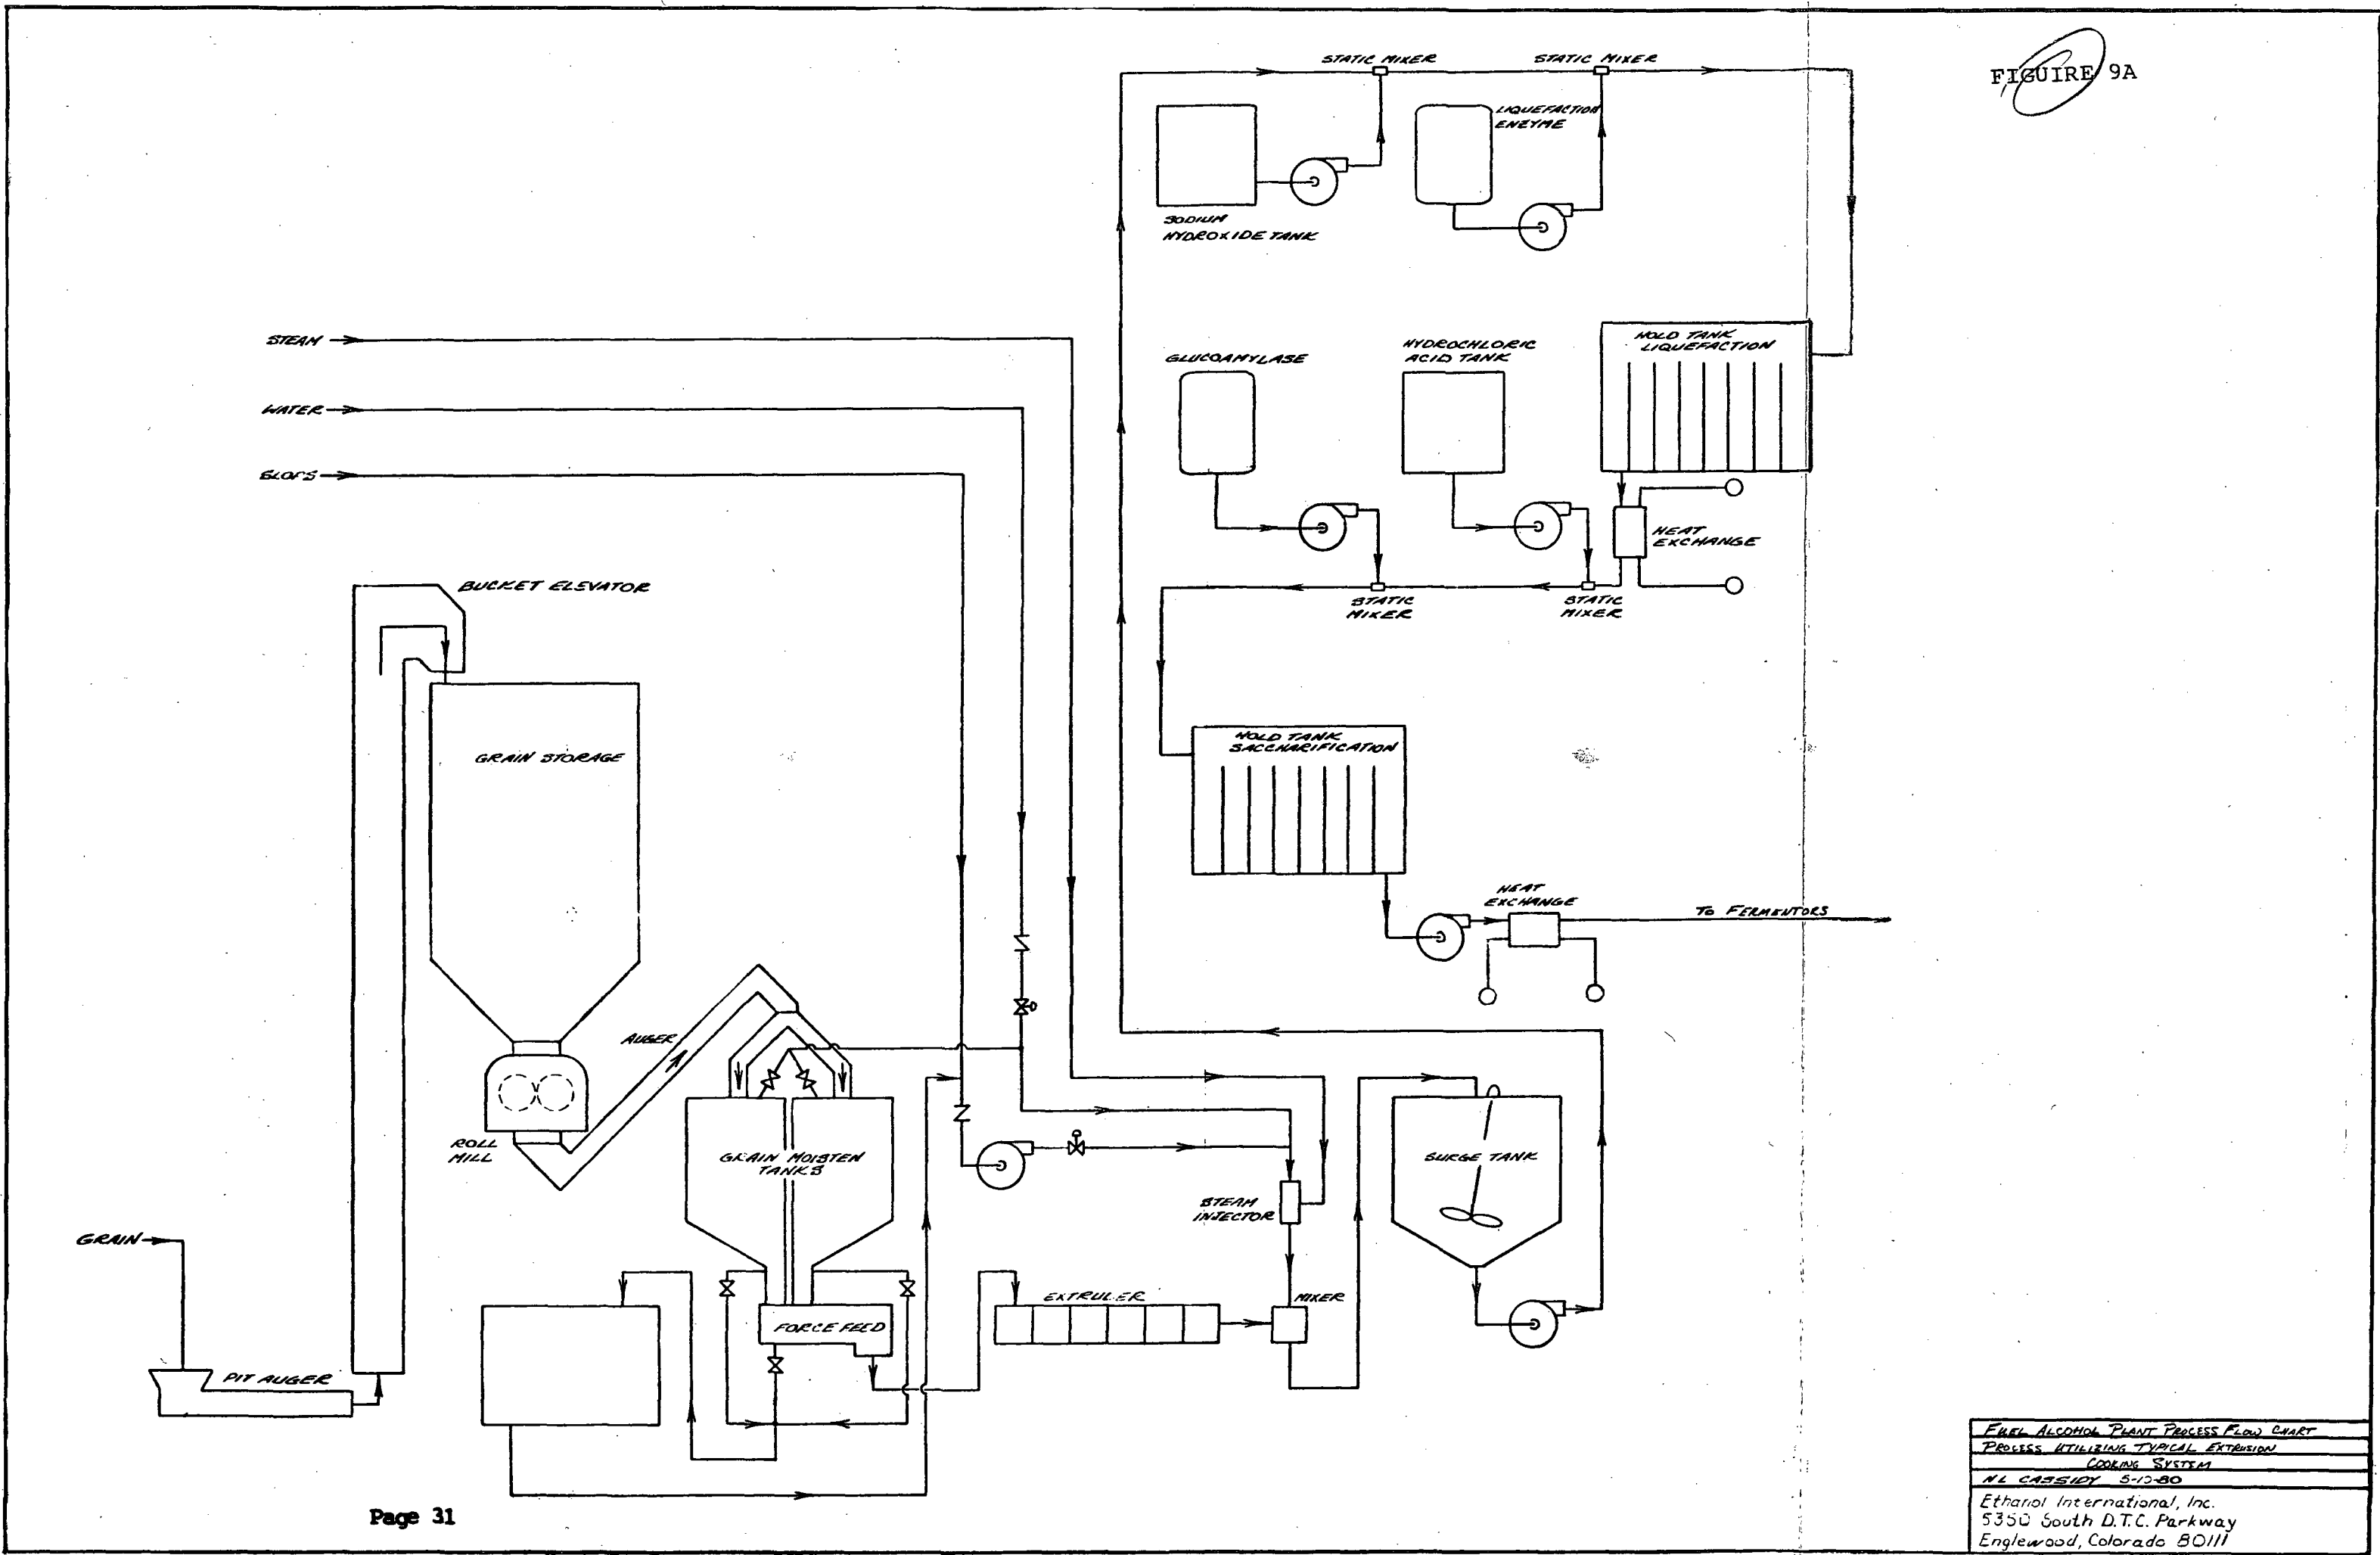 FIGUIRE 9A
STATIC MIXER
STATIC MIXER
LIQUEFACTION
ENZYME
SODIUM
HYDROXIDE TANK
STEAM
WATER
SLOPS
GLUCOAMYLASE
HYDROCHLORIC
ACID TANK
HOLD TANK
LIQUEFACTION
HEAT
EXCHANGE
STATIC
MIXER
STATIC
MIXER
BUCKET ELEVATOR
GRAIN STORAGE
HOLD TANK
SACCHARIFICATION
HEAT
EXCHANGE
TO FERMENTORS
AUGER
ROLL
MILL
GRAIN MOISTEN
TANKS
STEAM
INJECTOR
SURGE TANK
GRAIN
EXTRULER
MIXER
FORCE FEED
PIT AUGER
FUEL ALCOHOL PLANT PROCESS FLOW CHART
PROCESS UTILIZING TYPICAL EXTRUSION
COOKING SYSTEM
NL CASSIDY
Ethanol International, Inc.
5350 South D.T.C. Parkway
Englewood, Colorado 80111
Page 31